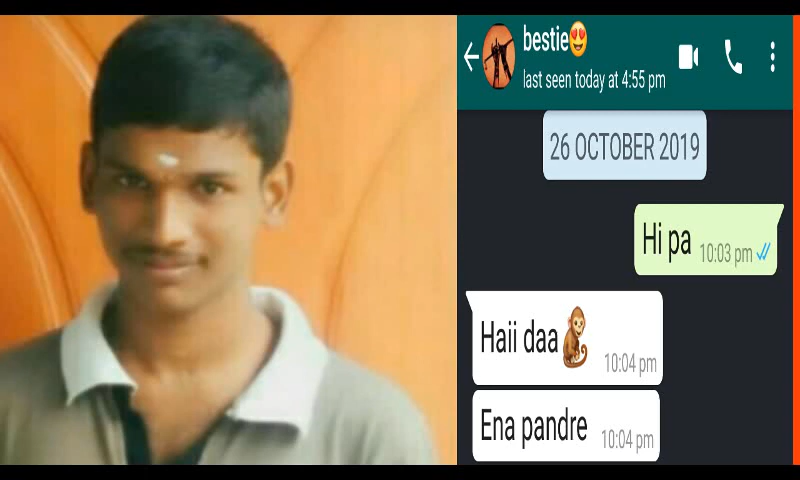 bestie😍
last seen today at 4:55 pm
26 OCTOBER 2019
Hi pa 10:03 pm
Haii daa🐒
10:04 pm
Ena pandre 10:04 pm